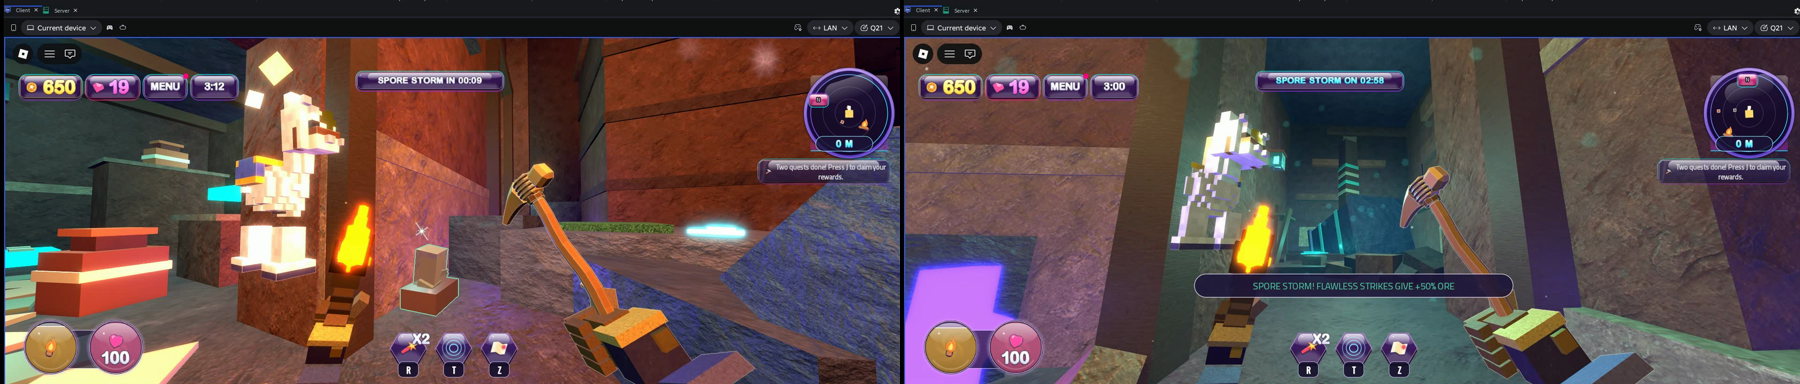 Client × Server ×
Current device
LAN
Q21
650
19
MENU
3:12
SPORE STORM IN 00:09
N
0 M
Two quests done! Press J to claim your
rewards.
100
X2
R
T
Z
Client × Server ×
Current device
LAN
Q21
650
19
MENU
3:00
SPORE STORM ON 02:58
N
0 M
Two quests done! Press J to claim your
rewards.
SPORE STORM! FLAWLESS STRIKES GIVE +50% ORE
100
X2
R
T
Z